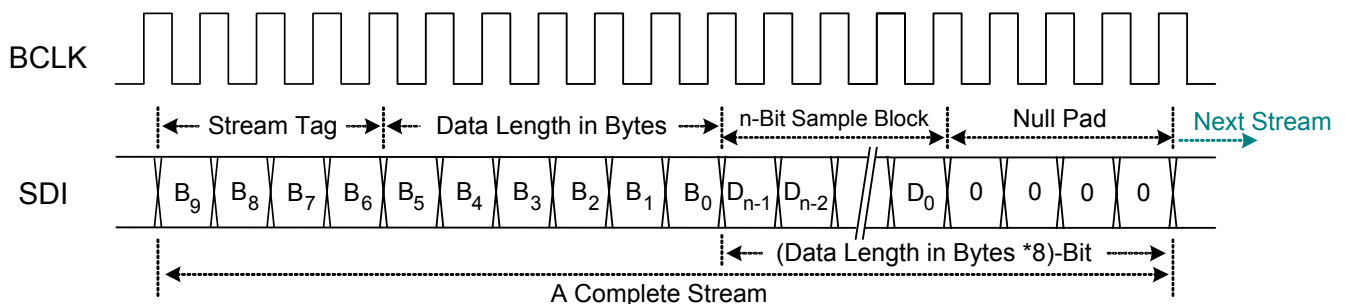 BCLK
Stream Tag Data Length in Bytes n-Bit Sample Block Null Pad Next Stream
SDI B₉ B₈ B₇ B₆ B₅ B₄ B₃ B₂ B₁ B₀ Dₙ₋₁ Dₙ₋₂ D₀ 0 0 0 0
(Data Length in Bytes *8)-Bit
A Complete Stream